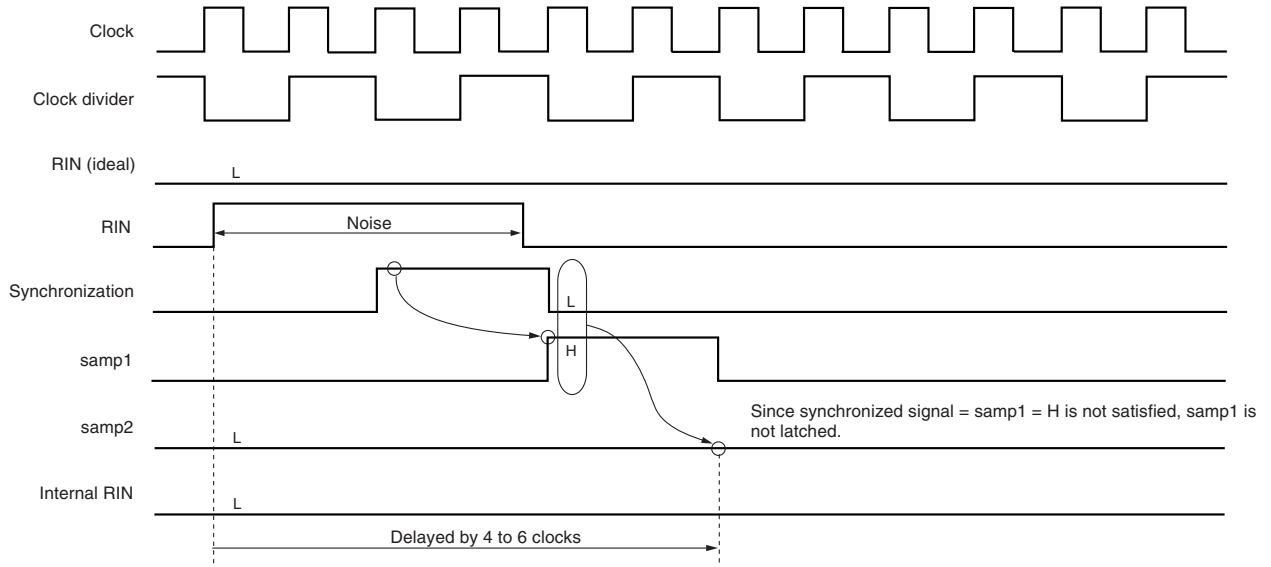 Clock
Clock divider
RIN (ideal)
L
RIN
Noise
Synchronization
L
samp1
H
Since synchronized signal = samp1 = H is not satisfied, samp1 is
not latched.
samp2
L
Internal RIN
L
Delayed by 4 to 6 clocks